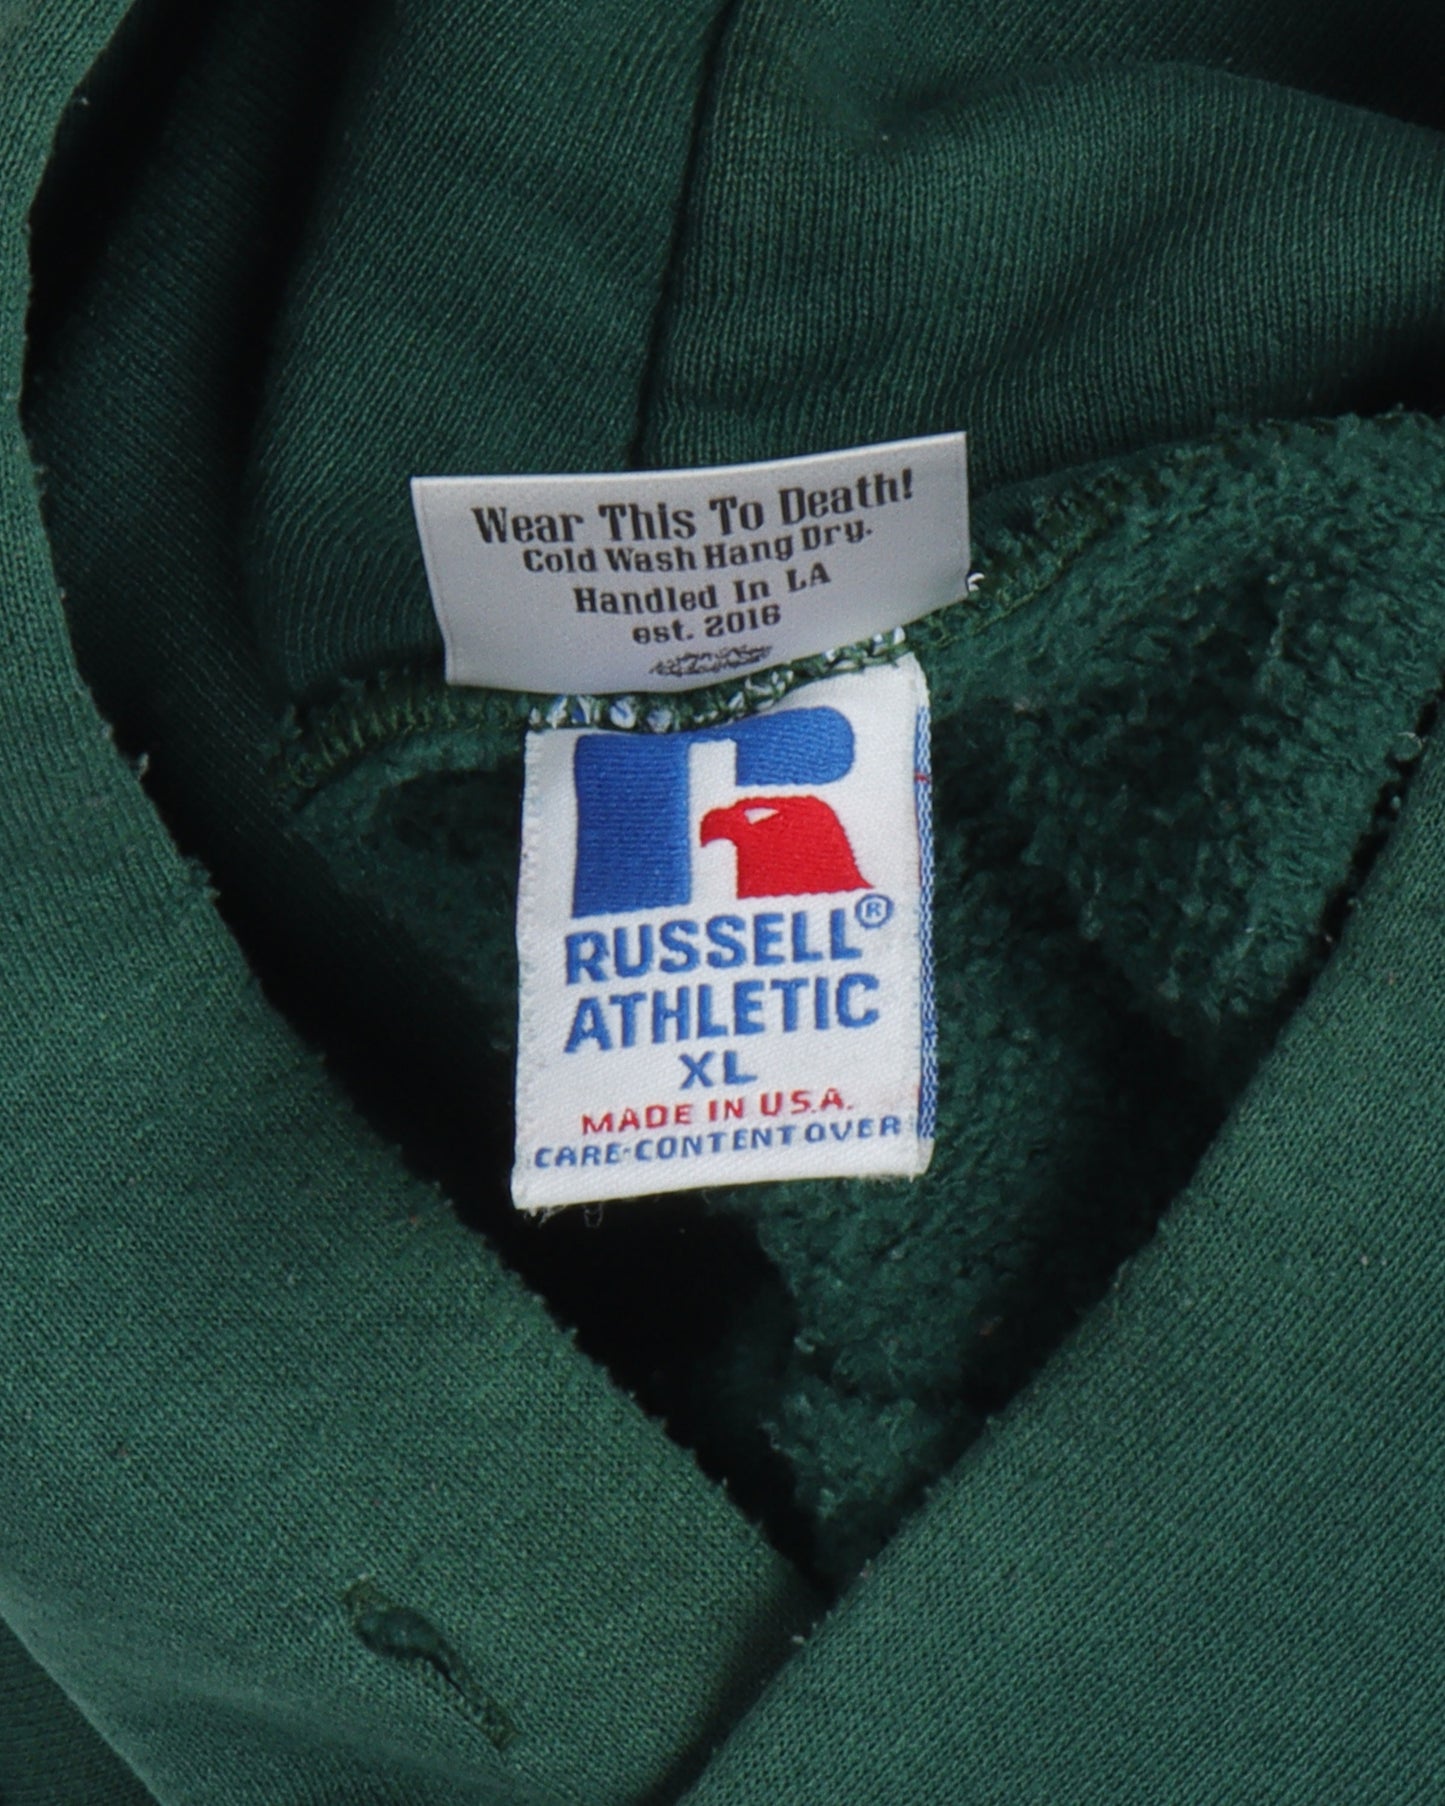 Wear This To Death!
Cold Wash Hang Dry.
Handled In LA
est. 2016
RUSSELL®
ATHLETIC
XL
MADE IN U.S.A.
CARE-CONTENT OVER